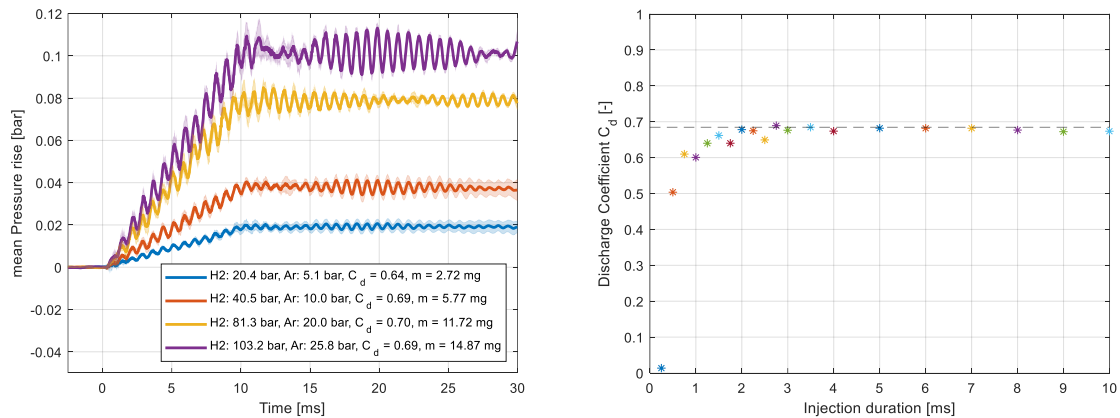 0.12
0.1
0.08
0.06
0.04
0.02
0
-0.02
-0.04
mean Pressure rise [bar]
H2: 20.4 bar, Ar: 5.1 bar, C_d = 0.64, m = 2.72 mg
H2: 40.5 bar, Ar: 10.0 bar, C_d = 0.69, m = 5.77 mg
H2: 81.3 bar, Ar: 20.0 bar, C_d = 0.70, m = 11.72 mg
H2: 103.2 bar, Ar: 25.8 bar, C_d = 0.69, m = 14.87 mg
0 5 10 15 20 25 30
Time [ms]
1
0.9
0.8
0.7
0.6
0.5
0.4
0.3
0.2
0.1
0
Discharge Coefficient C_d [-]
0 1 2 3 4 5 6 7 8 9 10
Injection duration [ms]